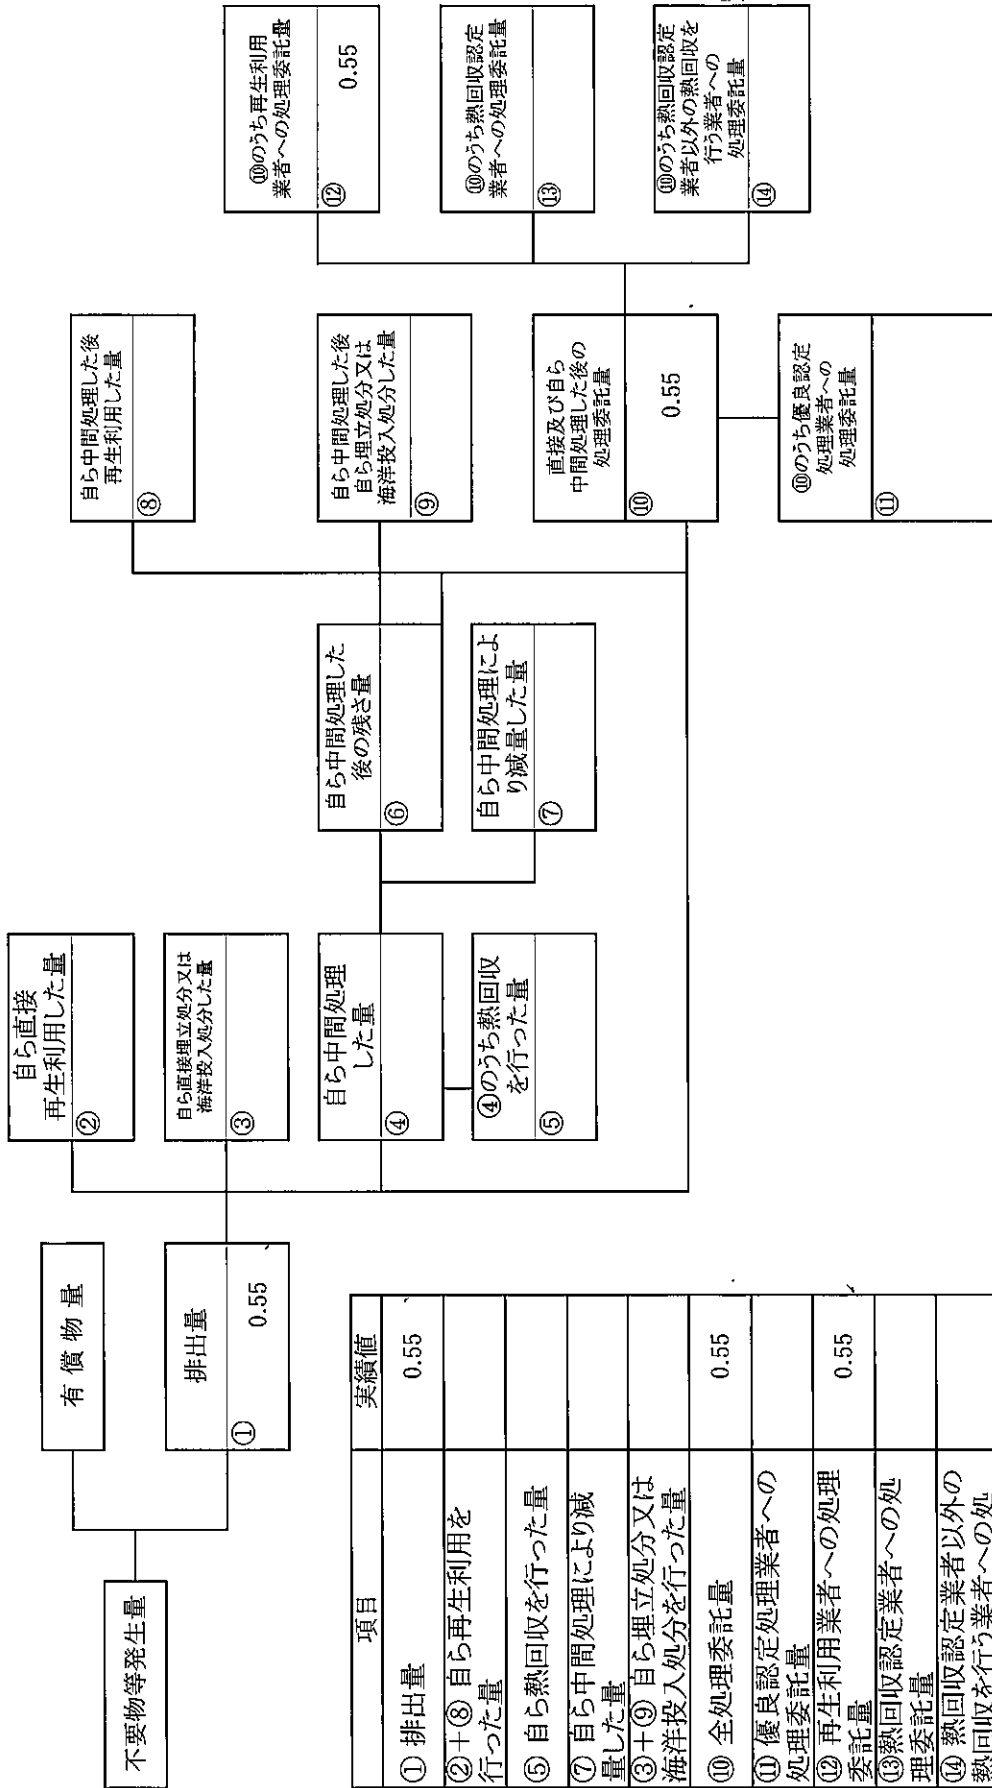 不要物等発生量
有償物量
排出量
①
0.55
自ら直接
再生利用した量
②
自ら直接埋立処分又は
海洋投入処分した量
③
自ら中間処理
した量
④
④のうち熱回収
を行った量
⑤
自ら中間処理した
後の残さ量
⑥
自ら中間処理によ
り減量した量
⑦
自ら中間処理した後
再生利用した量
⑧
自ら中間処理した後
自ら埋立処分又は
海洋投入処分した量
⑨
直接及び自ら
中間処理した後の
処理委託量
⑩
0.55
⑩のうち優良認定
処理業者への
処理委託量
⑪
⑩のうち再生利用
業者への処理委託量
⑫
0.55
⑩のうち熱回収認定
業者への処理委託量
⑬
⑩のうち熱回収認定
業者以外の熱回収を
行う業者への
処理委託量
⑭
項目 実績値
① 排出量 0.55
②+⑧ 自ら再生利用を
行った量
⑤ 自ら熱回収を行った量
⑦ 自ら中間処理により減
量した量
③+⑨ 自ら埋立処分又は
海洋投入処分を行った量
⑩ 全処理委託量 0.55
⑪ 優良認定処理業者への
処理委託量
⑫ 再生利用業者への処理
委託量 0.55
⑬熱回収認定業者への処
理委託量
⑭ 熱回収認定業者以外の
熱回収を行う業者への処